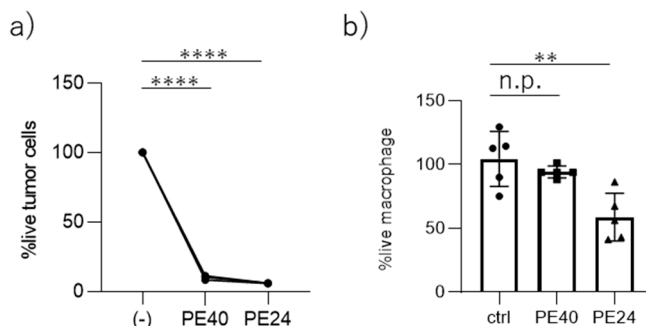 a)
****
****
150
100
50
0
%live tumor cells
(-) PE40 PE24
b)
**
n.p.
150
100
50
0
%live macrophage
ctrl PE40 PE24